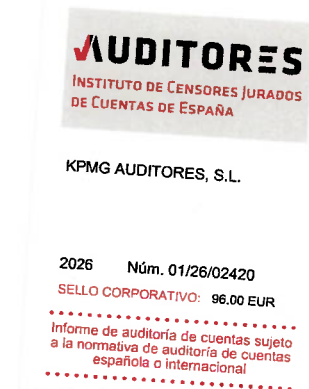 AUDITORES
INSTITUTO DE CENSORES JURADOS
DE CUENTAS DE ESPAÑA
KPMG AUDITORES, S.L.
2026 Núm. 01/26/02420
SELLO CORPORATIVO: 96.00 EUR
Informe de auditoría de cuentas sujeto
a la normativa de auditoría de cuentas
española o internacional